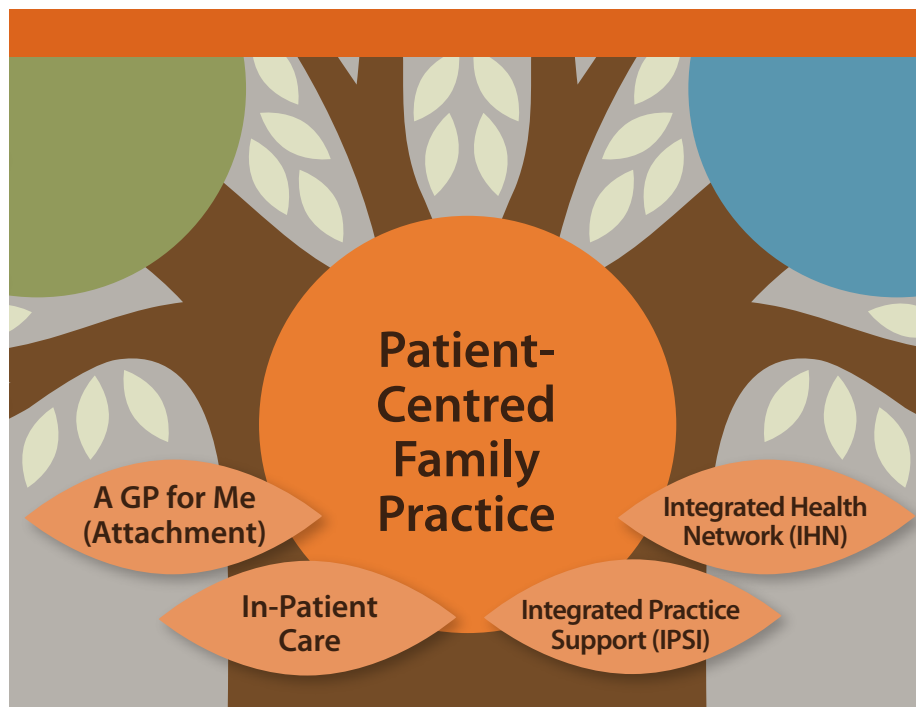 Patient-
Centred
Family
Practice
A GP for Me
(Attachment)
In-Patient
Care
Integrated Practice
Support (IPSI)
Integrated Health
Network (IHN)